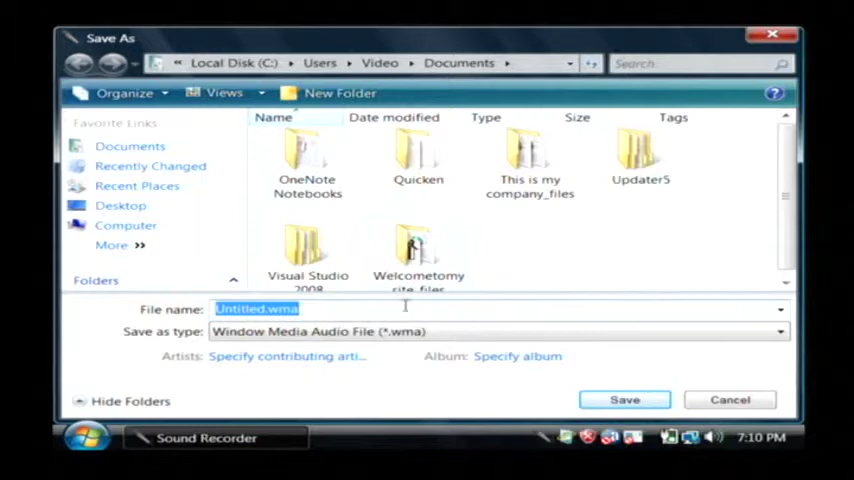 Save As
« Local Disk (C:) ▸ Users ▸ Video ▸ Documents ▸
Search
Organize Views New Folder
Favorite Links
Documents
Recently Changed
Recent Places
Desktop
Computer
More »
Folders
Name Date modified Type Size Tags
OneNote
Notebooks
Quicken
This is my
company_files
Updater5
Visual Studio
2008
Welcometomy
site_files
File name: Untitled.wma
Save as type: Window Media Audio File (*.wma)
Artists: Specify contributing arti... Album: Specify album
Hide Folders
Save Cancel
Sound Recorder
7:10 PM